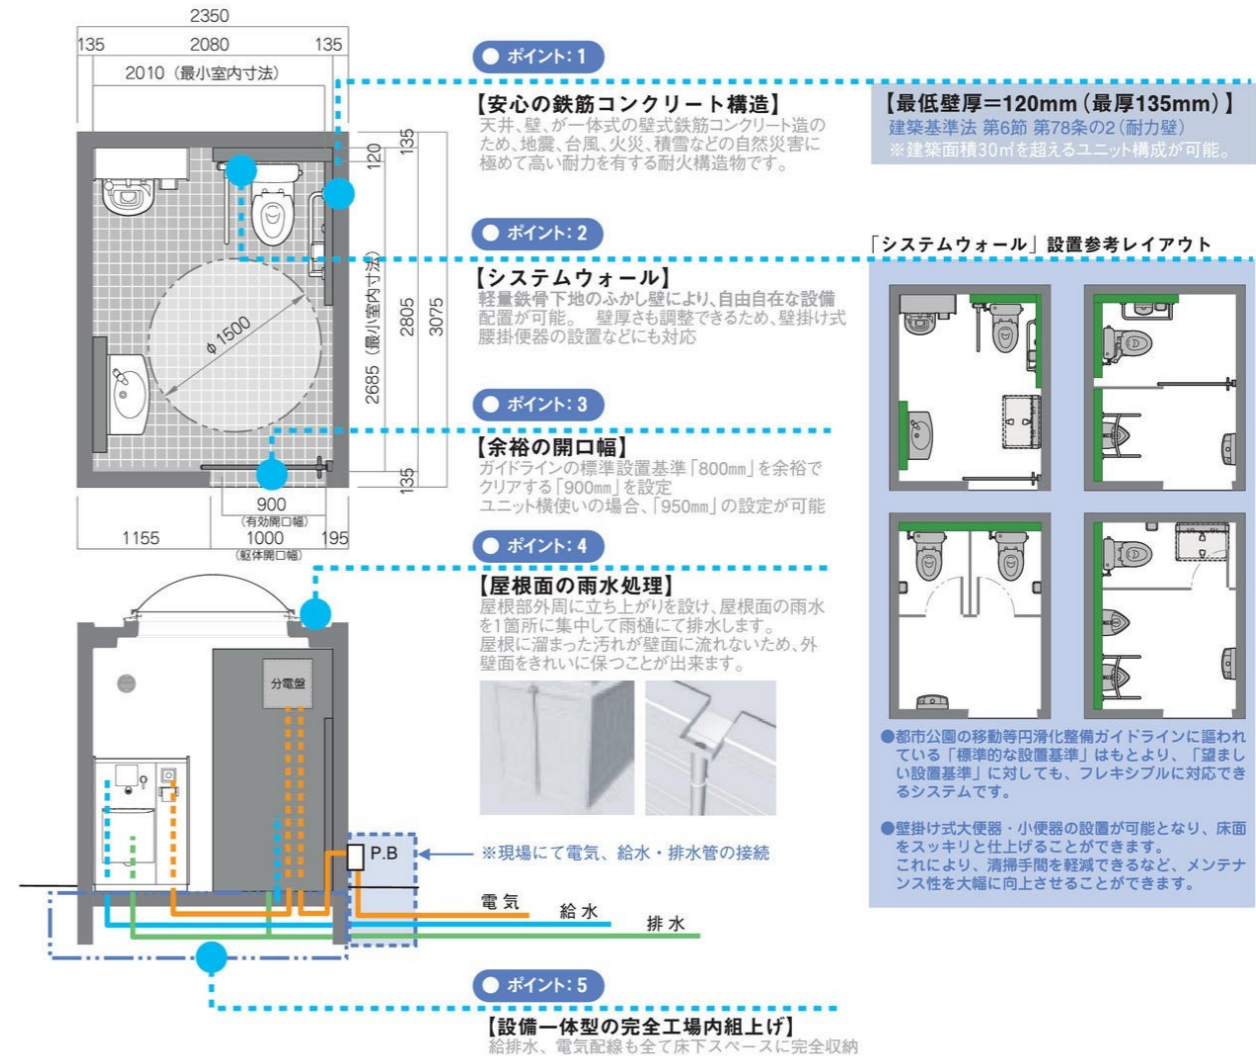 2350
135 2080 135
2010（最小室内寸法）
135
120
2685（最小室内寸法）
2805
3075
135
φ1500
900
（有効開口幅）
1155 1000 195
（躯体開口幅）
ポイント：1
【安心の鉄筋コンクリート構造】
天井、壁、が一体式の壁式鉄筋コンクリート造の
ため、地震、台風、火災、積雪などの自然災害に
極めて高い耐力を有する耐火構造物です。
【最低壁厚＝120mm（最厚135mm）】
建築基準法 第6節 第78条の2（耐力壁）
※建築面積30㎡を超えるユニット構成が可能。
ポイント：2
【システムウォール】
軽量鉄骨下地のふかし壁により、自由自在な設備
配置が可能。　壁厚さも調整できるため、壁掛け式
腰掛便器の設置などにも対応
ポイント：3
【余裕の開口幅】
ガイドラインの標準設置基準「800㎜」を余裕で
クリアする「900㎜」を設定
ユニット横使いの場合、「950㎜」の設定が可能
ポイント：4
【屋根面の雨水処理】
屋根部外周に立ち上がりを設け、屋根面の雨水
を1箇所に集中して雨樋にて排水します。
屋根に溜まった汚れが壁面に流れないため、外
壁面をきれいに保つことが出来ます。
「システムウォール」設置参考レイアウト
●都市公園の移動等円滑化整備ガイドラインに謳われ
ている「標準的な設置基準」はもとより、「望まし
い設置基準」に対しても、フレキシブルに対応でき
るシステムです。
●壁掛け式大便器・小便器の設置が可能となり、床面
をスッキリと仕上げることができます。
これにより、清掃手間を軽減できるなど、メンテナ
ンス性を大幅に向上させることができます。
分電盤
P.B
※現場にて電気、給水・排水管の接続
電気
給水
排水
ポイント：5
【設備一体型の完全工場内組上げ】
給排水、電気配線も全て床下スペースに完全収納